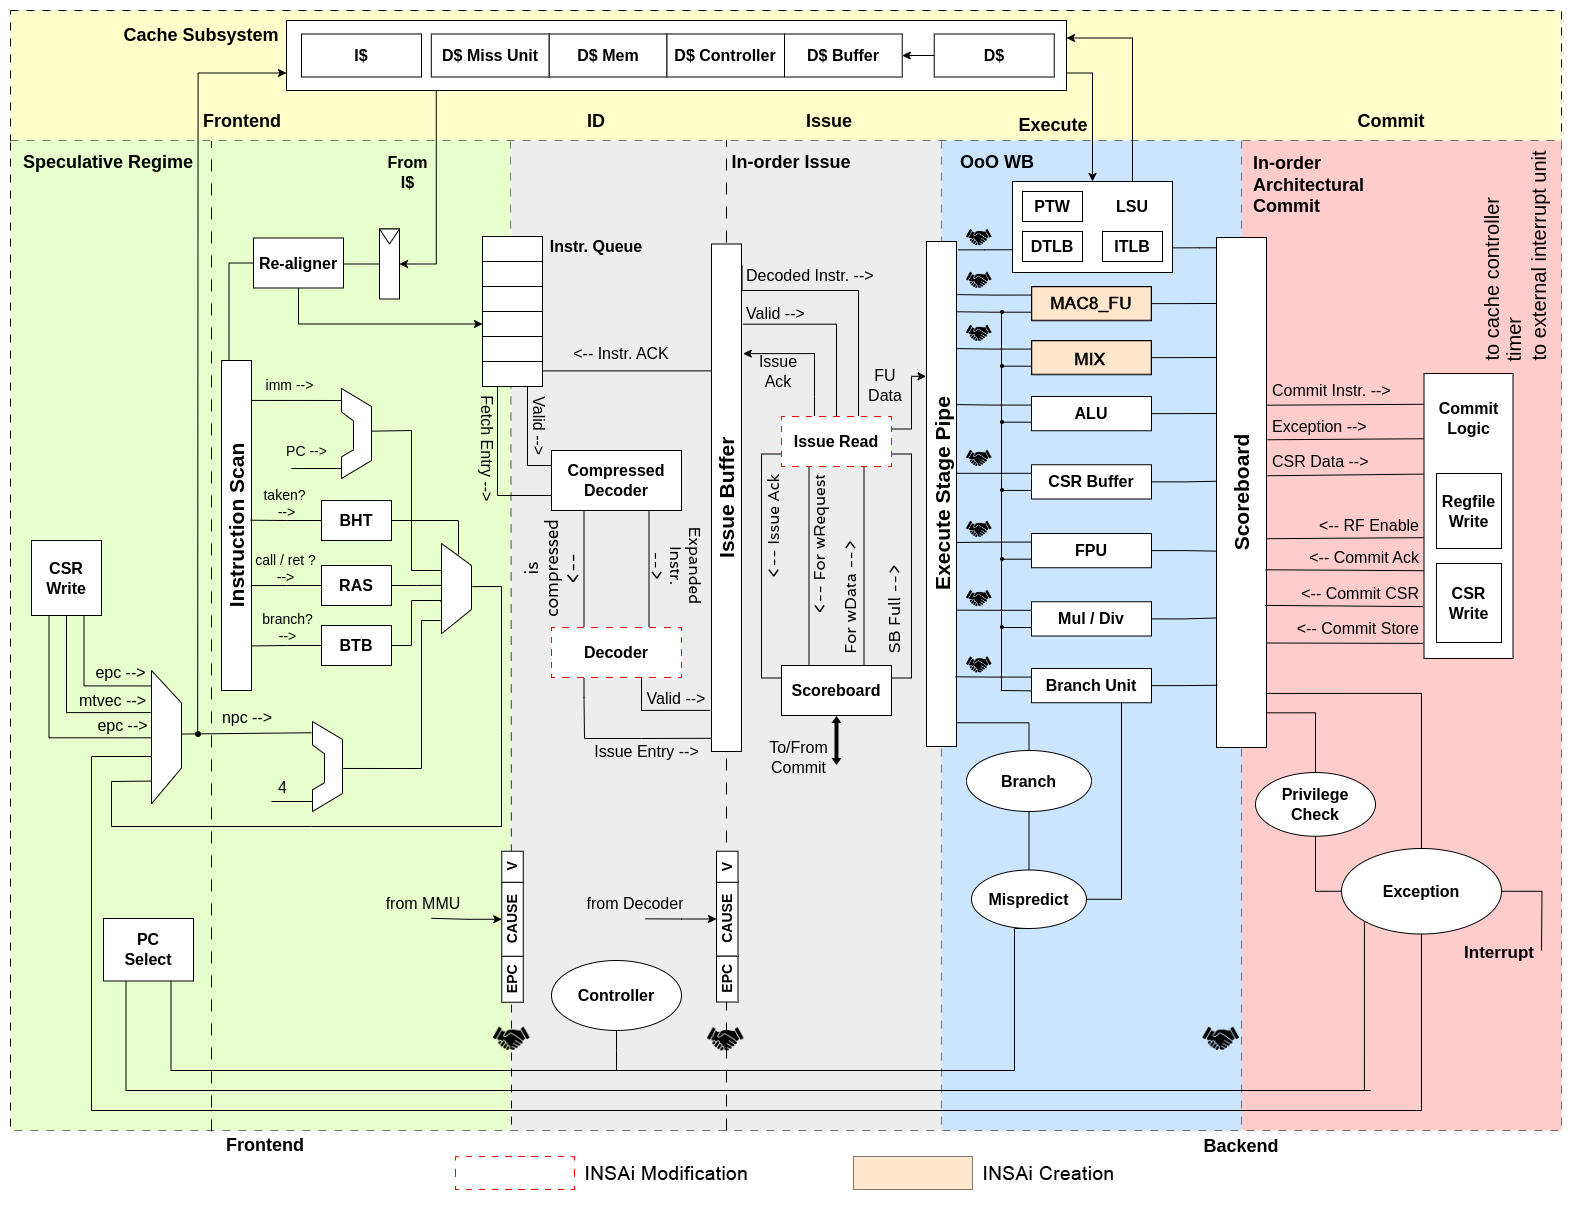 Cache Subsystem
I$
D$ Miss Unit
D$ Mem
D$ Controller
D$ Buffer
D$
Frontend
ID
Issue
Execute
Commit
Speculative Regime
From
I$
In-order Issue
OoO WB
In-order
Architectural
Commit
to cache controller
timer
to external interrupt unit
Re-aligner
Instr. Queue
<-- Instr. ACK
Fetch Entry -->
Valid -->
Instruction Scan
imm -->
PC -->
taken?
-->
BHT
call / ret ?
-->
RAS
branch?
-->
BTB
CSR
Write
epc -->
mtvec -->
epc -->
npc -->
4
Compressed
Decoder
is
compressed
<--
-->
Instr.
Expanded
Decoder
Valid -->
Issue Entry -->
Issue Buffer
Decoded Instr. -->
Valid -->
Issue
Ack
FU
Data
Issue Read
<-- Issue Ack
<-- For wRequest
For wData -->
SB Full -->
Scoreboard
To/From
Commit
Execute Stage Pipe
PTW
LSU
DTLB
ITLB
MAC8_FU
MIX
ALU
CSR Buffer
FPU
Mul / Div
Branch Unit
Scoreboard
Commit Instr. -->
Exception -->
CSR Data -->
<-- RF Enable
<-- Commit Ack
<-- Commit CSR
<-- Commit Store
Commit
Logic
Regfile
Write
CSR
Write
Branch
Mispredict
Privilege
Check
Exception
Interrupt
from MMU
V
CAUSE
EPC
from Decoder
V
CAUSE
EPC
PC
Select
Controller
Frontend
Backend
INSAi Modification
INSAi Creation